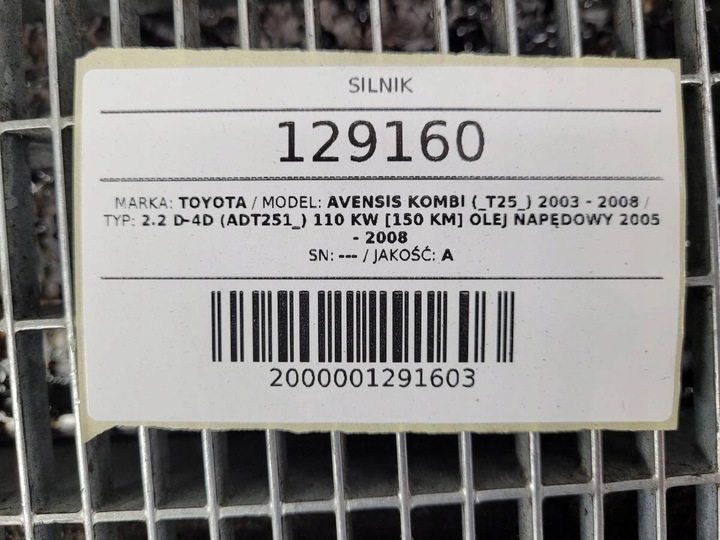 SILNIK
129160
MARKA: TOYOTA / MODEL: AVENSIS KOMBI (_T25_) 2003 - 2008 /
TYP: 2.2 D-4D (ADT251_) 110 KW [150 KM] OLEJ NAPĘDOWY 2005
- 2008
SN: --- / JAKOŚĆ: A
2000001291603